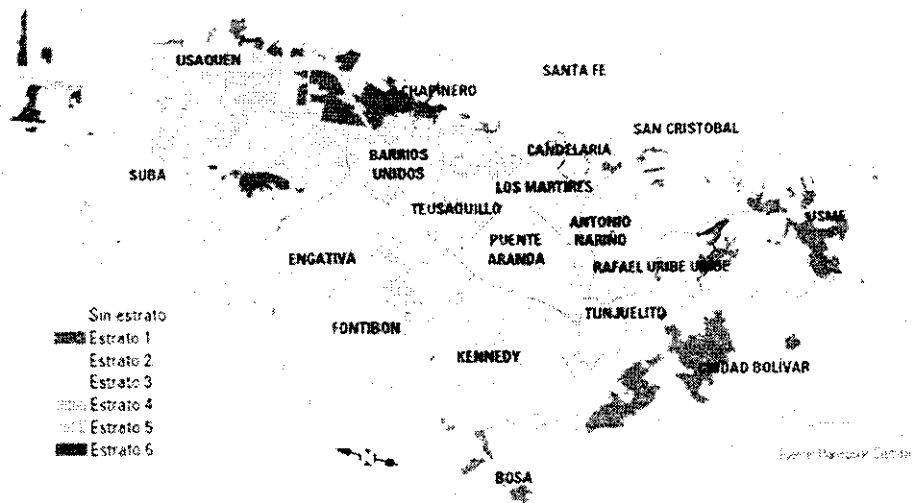 USAQUEN
SANTA FE
CHAPINERO
SAN CRISTOBAL
CANDELARIA
BARRIOS
UNIDOS
SUBA
LOS MARTIRES
TEUSAQUILLO
ANTONIO
NARIÑO
USME
PUENTE
ARANDA
ENGATIVA
RAFAEL URIBE URIBE
TUNJUELITO
FONTIBON
KENNEDY
CIUDAD BOLÍVAR
BOSA
Sin estrato
Estrato 1
Estrato 2
Estrato 3
Estrato 4
Estrato 5
Estrato 6
N